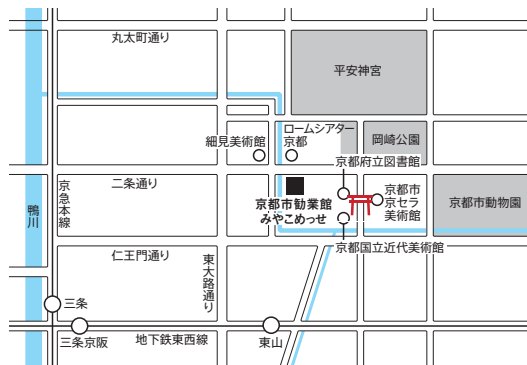 丸太町通り
平安神宮
ロームシアター
京都
岡崎公園
細見美術館
京都府立図書館
二条通り
京都市勧業館
みやこめっせ
京都市
京セラ
美術館
京都市動物園
鴨川
京急本線
仁王門通り
東大路通り
京都国立近代美術館
三条
三条京阪
地下鉄東西線
東山